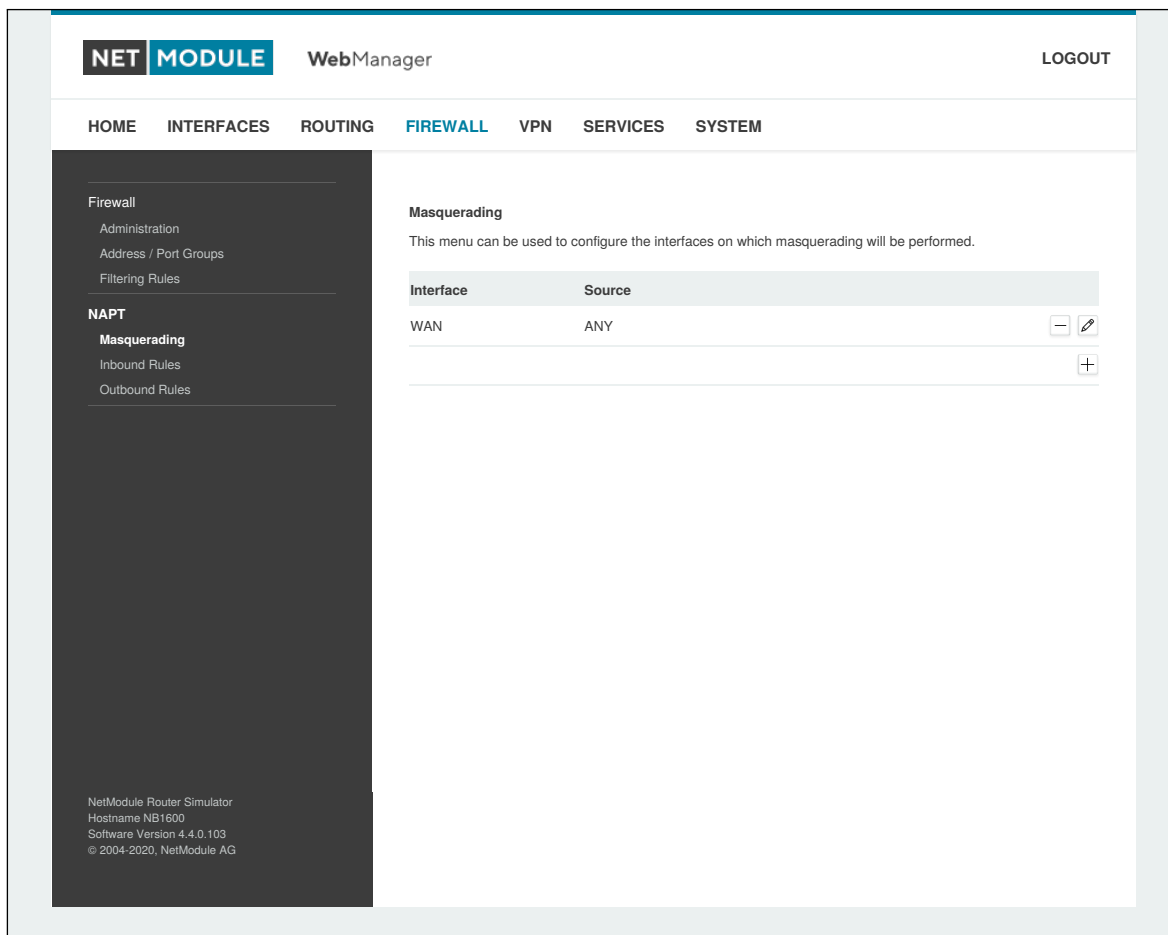 NET MODULE WebManager LOGOUT
HOME INTERFACES ROUTING FIREWALL VPN SERVICES SYSTEM
Firewall
Administration
Address / Port Groups
Filtering Rules
NAPT
Masquerading
Inbound Rules
Outbound Rules
Masquerading
This menu can be used to configure the interfaces on which masquerading will be performed.
Interface Source
WAN ANY
NetModule Router Simulator
Hostname NB1600
Software Version 4.4.0.103
© 2004-2020, NetModule AG